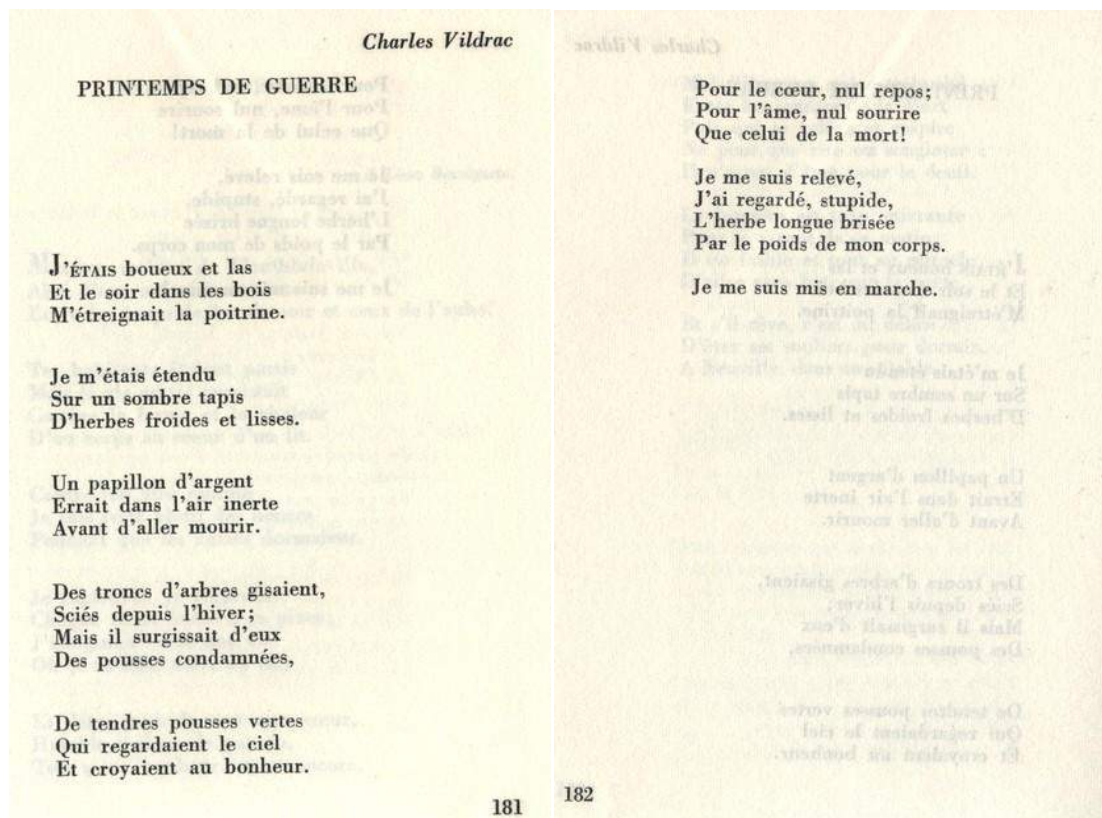 Charles Vildrac
PRINTEMPS DE GUERRE
J'ÉTAIS boueux et las
Et le soir dans les bois
M'étreignait la poitrine.
Je m'étais étendu
Sur un sombre tapis
D'herbes froides et lisses.
Un papillon d'argent
Errait dans l'air inerte
Avant d'aller mourir.
Des troncs d'arbres gisaient,
Sciés depuis l'hiver;
Mais il surgissait d'eux
Des pousses condamnées,
De tendres pousses vertes
Qui regardaient le ciel
Et croyaient au bonheur.
181
Pour le cœur, nul repos;
Pour l'âme, nul sourire
Que celui de la mort!
Je me suis relevé,
J'ai regardé, stupide,
L'herbe longue brisée
Par le poids de mon corps.
Je me suis mis en marche.
182